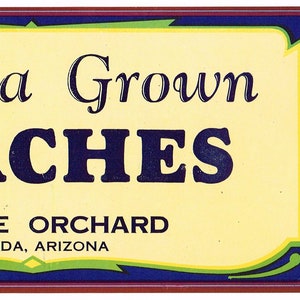 a Grown
ACHES
E ORCHARD
DA, ARIZONA